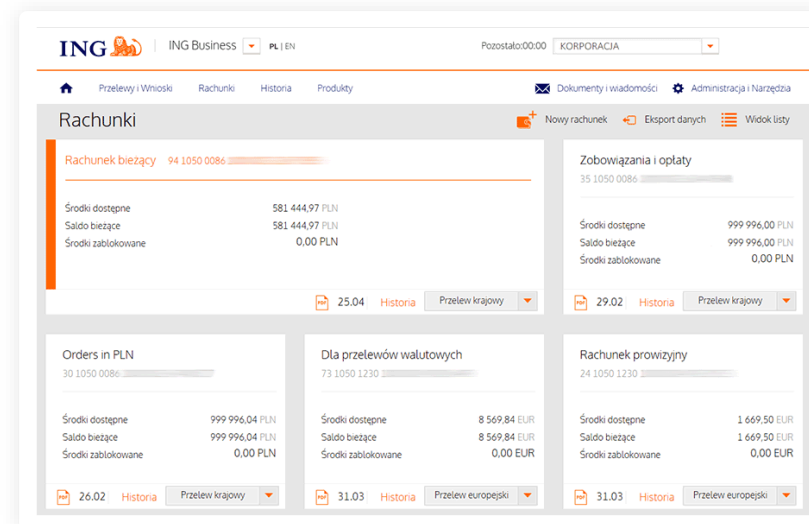 ING ING Business PL | EN Pozostało:00:00 KORPORACJA
Przelewy i Wnioski Rachunki Historia Produkty Dokumenty i wiadomości Administracja i Narzędzia
Rachunki Nowy rachunek Eksport danych Widok listy
Rachunek bieżący 94 1050 0086
Środki dostępne 581 444,97 PLN
Saldo bieżące 581 444,97 PLN
Środki zablokowane 0,00 PLN
PDF 25.04 Historia Przelew krajowy
Zobowiązania i opłaty
35 1050 0086
Środki dostępne 999 996,00 PLN
Saldo bieżące 999 996,00 PLN
Środki zablokowane 0,00 PLN
PDF 29.02 Historia Przelew krajowy
Orders in PLN
30 1050 0086
Środki dostępne 999 996,04 PLN
Saldo bieżące 999 996,04 PLN
Środki zablokowane 0,00 PLN
PDF 26.02 Historia Przelew krajowy
Dla przelewów walutowych
73 1050 1230
Środki dostępne 8 569,84 EUR
Saldo bieżące 8 569,84 EUR
Środki zablokowane 0,00 EUR
PDF 31.03 Historia Przelew europejski
Rachunek prowizyjny
24 1050 1230
Środki dostępne 1 669,50 EUR
Saldo bieżące 1 669,50 EUR
Środki zablokowane 0,00 EUR
PDF 31.03 Historia Przelew europejski